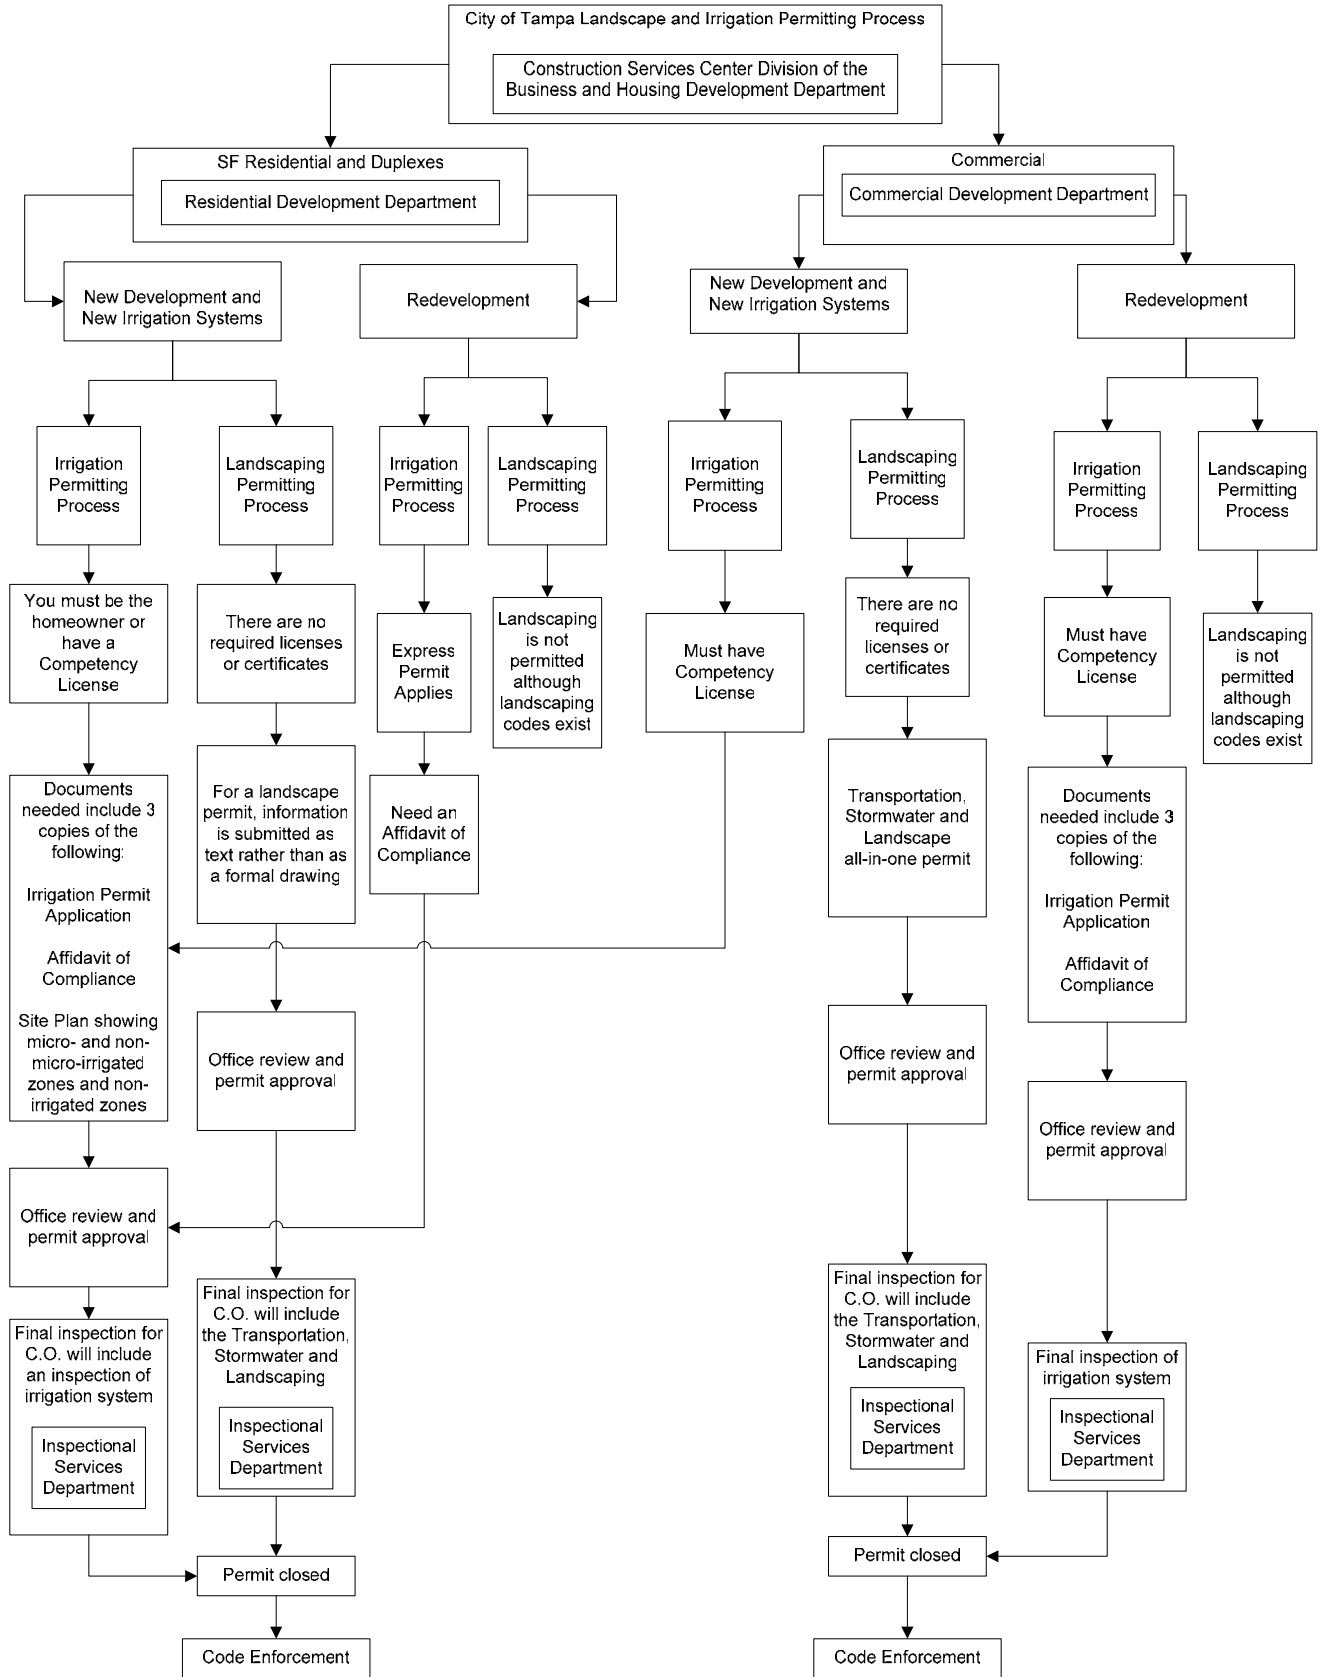 City of Tampa Landscape and Irrigation Permitting Process
Construction Services Center Division of the
Business and Housing Development Department
SF Residential and Duplexes
Residential Development Department
Commercial
Commercial Development Department
New Development and
New Irrigation Systems
Redevelopment
New Development and
New Irrigation Systems
Redevelopment
Irrigation
Permitting
Process
Landscaping
Permitting
Process
Irrigation
Permitting
Process
Landscaping
Permitting
Process
Irrigation
Permitting
Process
Landscaping
Permitting
Process
Irrigation
Permitting
Process
Landscaping
Permitting
Process
You must be the
homeowner or
have a
Competency
License
There are no
required licenses
or certificates
Express
Permit
Applies
Landscaping
is not
permitted
although
landscaping
codes exist
Must have
Competency
License
There are no
required
licenses or
certificates
Must have
Competency
License
Landscaping
is not
permitted
although
landscaping
codes exist
Documents
needed include 3
copies of the
following:
Irrigation Permit
Application
Affidavit of
Compliance
Site Plan showing
micro- and non-
micro-irrigated
zones and non-
irrigated zones
For a landscape
permit, information
is submitted as
text rather than as
a formal drawing
Need an
Affidavit of
Compliance
Transportation,
Stormwater and
Landscape
all-in-one permit
Documents
needed include 3
copies of the
following:
Irrigation Permit
Application
Affidavit of
Compliance
Office review and
permit approval
Office review and
permit approval
Office review and
permit approval
Office review and
permit approval
Final inspection for
C.O. will include
an inspection of
irrigation system
Inspectional
Services
Department
Final inspection for
C.O. will include
the Transportation,
Stormwater and
Landscaping
Inspectional
Services
Department
Final inspection for
C.O. will include
the Transportation,
Stormwater and
Landscaping
Inspectional
Services
Department
Final inspection of
irrigation system
Inspectional
Services
Department
Permit closed
Permit closed
Code Enforcement
Code Enforcement